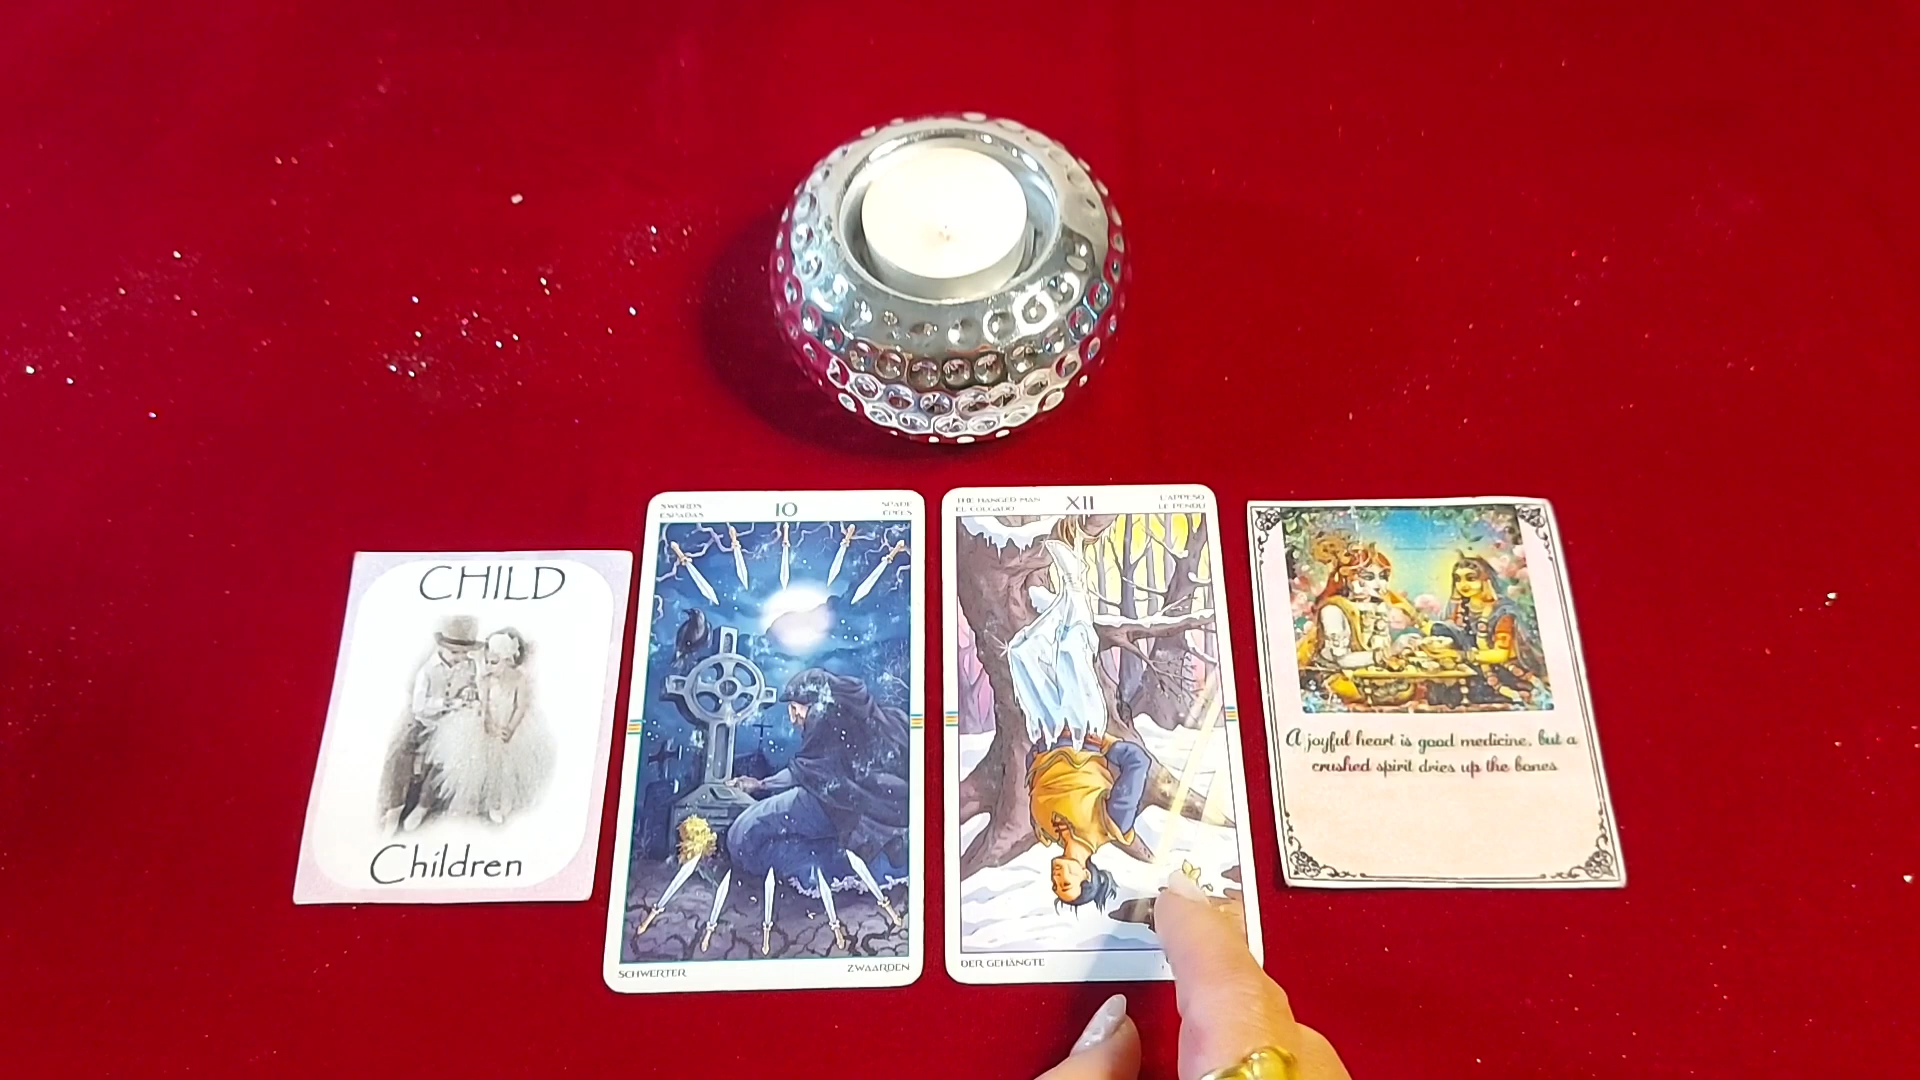 CHILD
Children
SWORDS
ESPADAS
10
SPADE
ÉPÉES
SCHWERTER
ZWAARDEN
THE HANGED MAN
EL COLGADO
XII
L'APPESO
LE PENDU
DER GEHÄNGTE
A joyful heart is good medicine, but a
crushed spirit dries up the bones